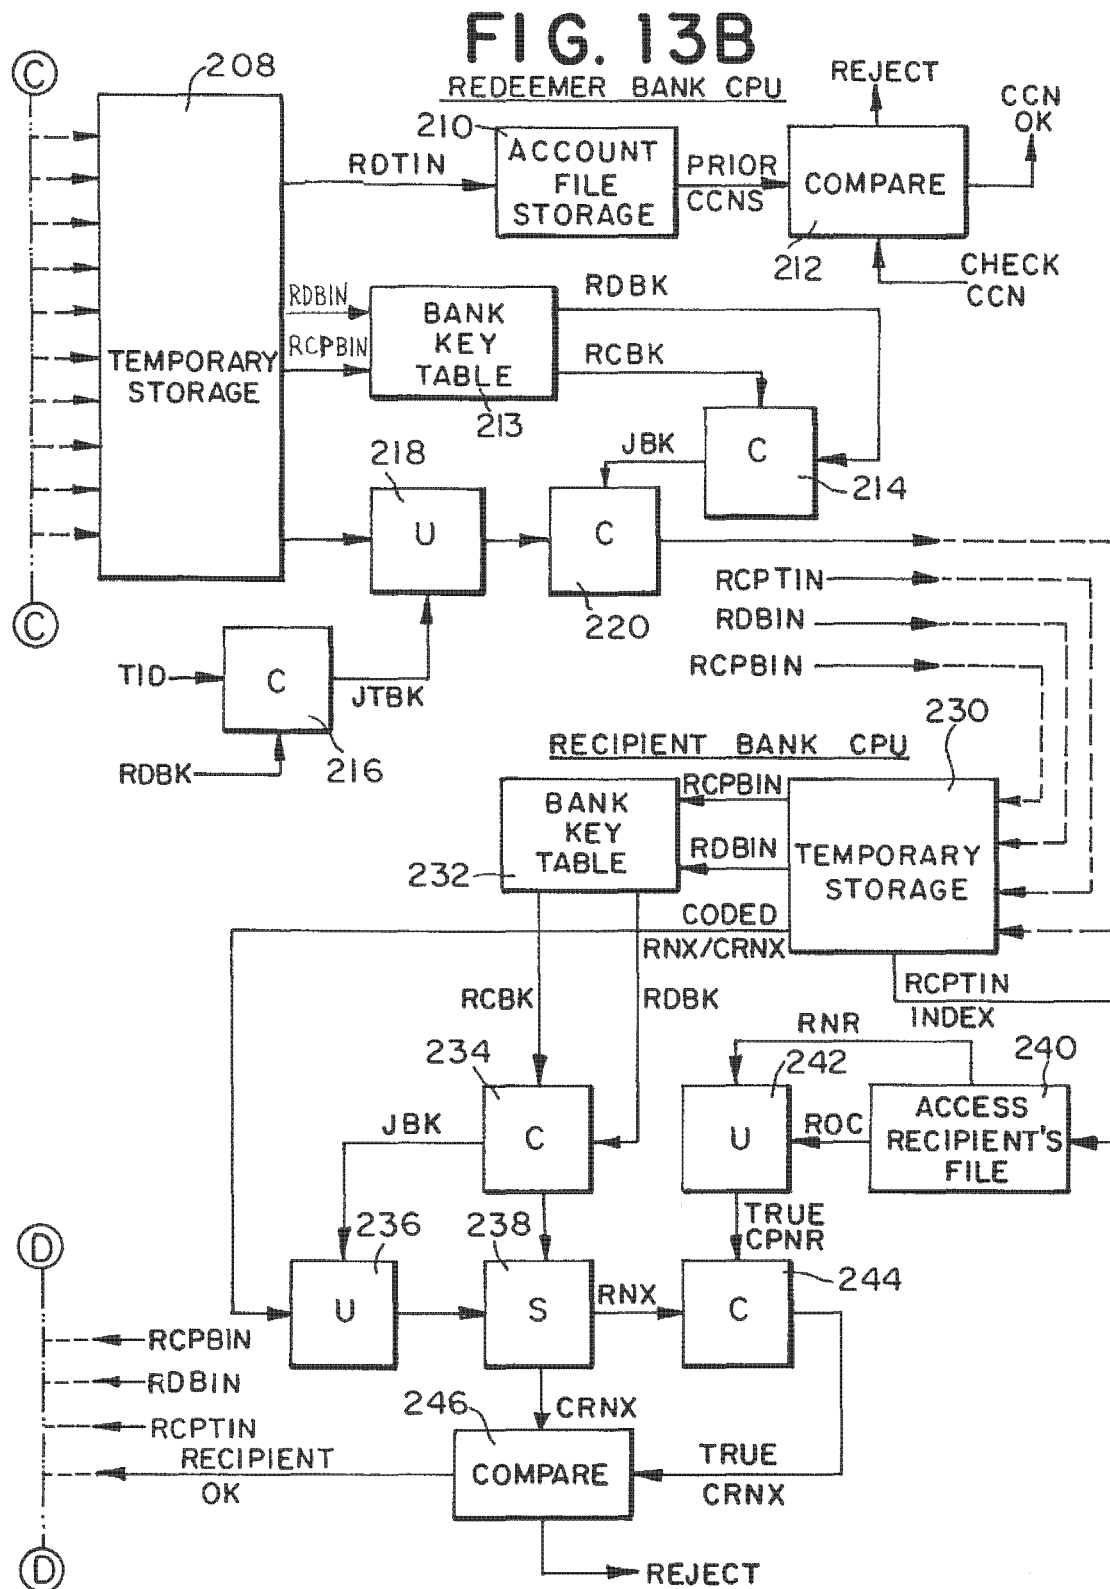 FIG. 13B
REDEEMER BANK CPU
C
208
TEMPORARY
STORAGE
C
RDTIN
210
ACCOUNT
FILE
STORAGE
PRIOR
CCNS
REJECT
COMPARE
212
CCN
OK
CHECK
CCN
RDBIN
RCPBIN
BANK
KEY
TABLE
213
RDBK
RCBK
C
214
JBK
218
U
C
220
TID
C
216
RDBK
JTBK
RCPTIN
RDBIN
RCPBIN
RECIPIENT BANK CPU
230
TEMPORARY
STORAGE
RCPBIN
RDBIN
BANK
KEY
TABLE
232
CODED
RNX/CRNX
RCPTIN
INDEX
RCBK
RDBK
RNR
234
C
JBK
242
U
ROC
240
ACCESS
RECIPIENT'S
FILE
TRUE
CPNR
236
U
238
S
RNX
244
C
D
RCPBIN
RDBIN
RCPTIN
RECIPIENT
OK
D
CRNX
246
COMPARE
TRUE
CRNX
REJECT